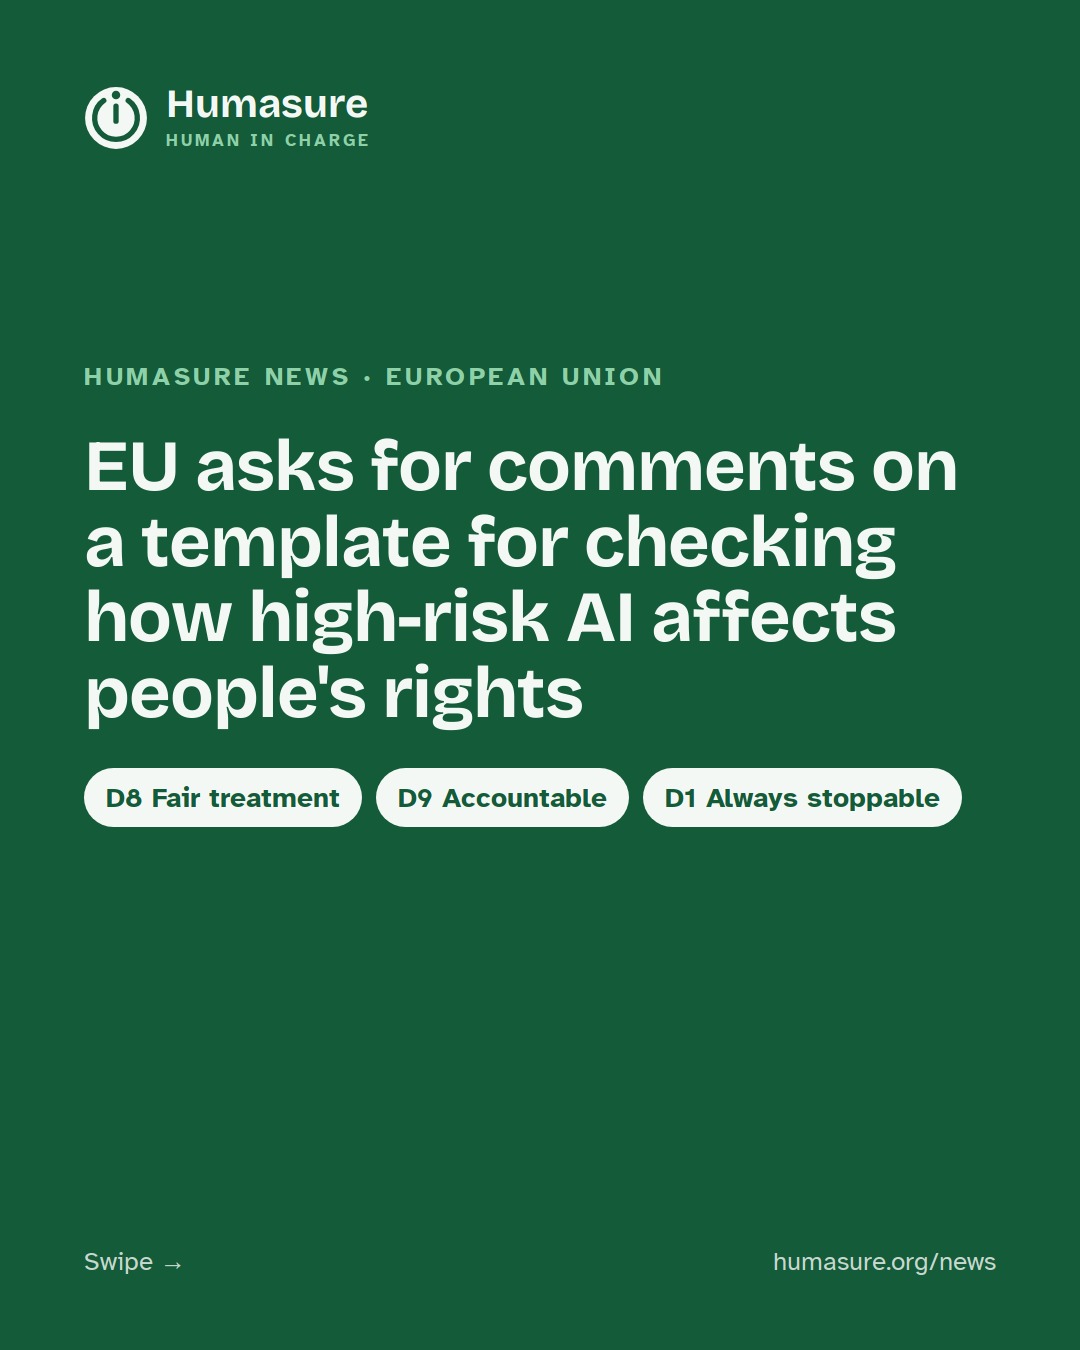 Humasure
HUMAN IN CHARGE
HUMASURE NEWS · EUROPEAN UNION
EU asks for comments on
a template for checking
how high-risk AI affects
people's rights
D8 Fair treatment
D9 Accountable
D1 Always stoppable
Swipe →
humasure.org/news